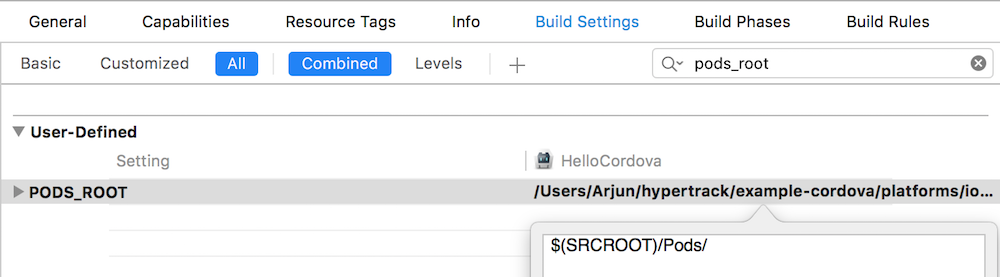 General Capabilities Resource Tags Info Build Settings Build Phases Build Rules
Basic Customized All Combined Levels + pods_root
User-Defined
Setting HelloCordova
PODS_ROOT /Users/Arjun/hypertrack/example-cordova/platforms/io...
$(SRCROOT)/Pods/